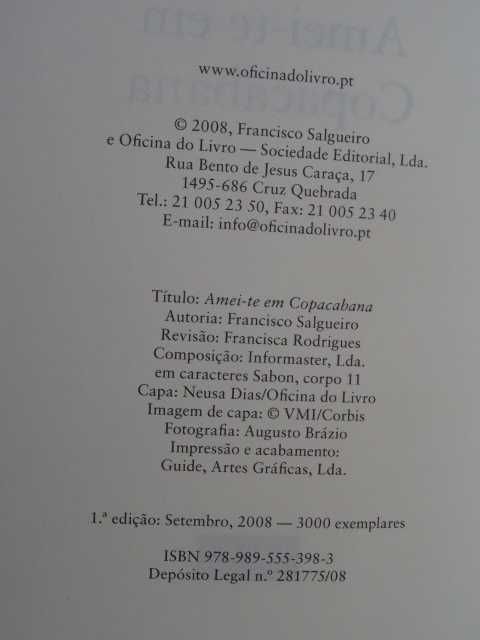 www.oficinadolivro.pt
© 2008, Francisco Salgueiro
e Oficina do Livro — Sociedade Editorial, Lda.
Rua Bento de Jesus Caraça, 17
1495-686 Cruz Quebrada
Tel.: 21 005 23 50, Fax: 21 005 23 40
E-mail: info@oficinadolivro.pt
Título: Amei-te em Copacabana
Autoria: Francisco Salgueiro
Revisão: Francisca Rodrigues
Composição: Informaster, Lda.
em caracteres Sabon, corpo 11
Capa: Neusa Dias/Oficina do Livro
Imagem de capa: © VMI/Corbis
Fotografia: Augusto Brázio
Impressão e acabamento:
Guide, Artes Gráficas, Lda.
1.ª edição: Setembro, 2008 — 3000 exemplares
ISBN 978-989-555-398-3
Depósito Legal n.º 281775/08
Amei-te em
Copacabana